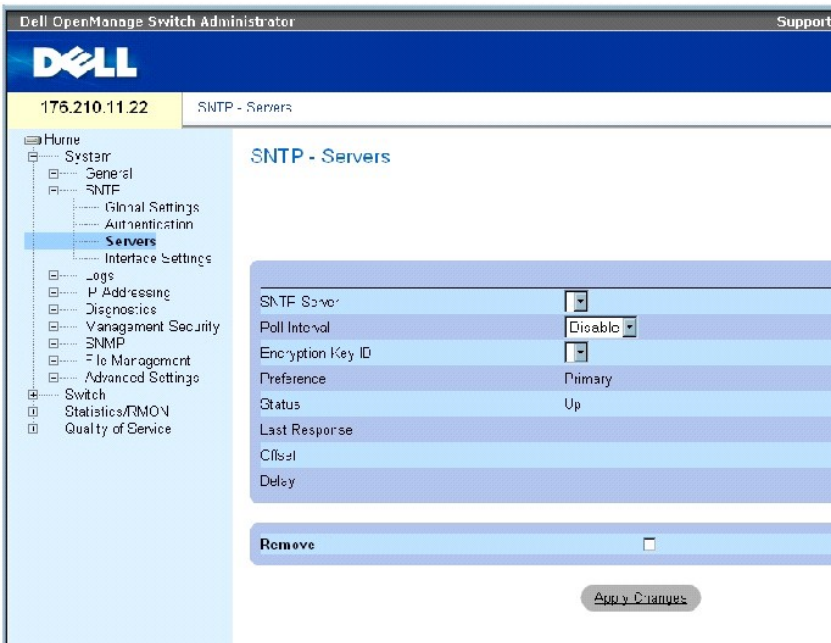 Dell OpenManage Switch Administrator Support
DELL
176.210.11.22 SNTP - Servers
Home
System
General
SNTP
Global Settings
Authentication
Servers
Interface Settings
Logs
IP Addressing
Diagnostics
Management Security
SNMP
File Management
Advanced Settings
Switch
Statistics/RMON
Quality of Service
SNTP - Servers
SNTP Server
Poll Interval Disable
Encryption Key ID
Preference Primary
Status Up
Last Response
Offset
Delay
Remove
Apply Changes